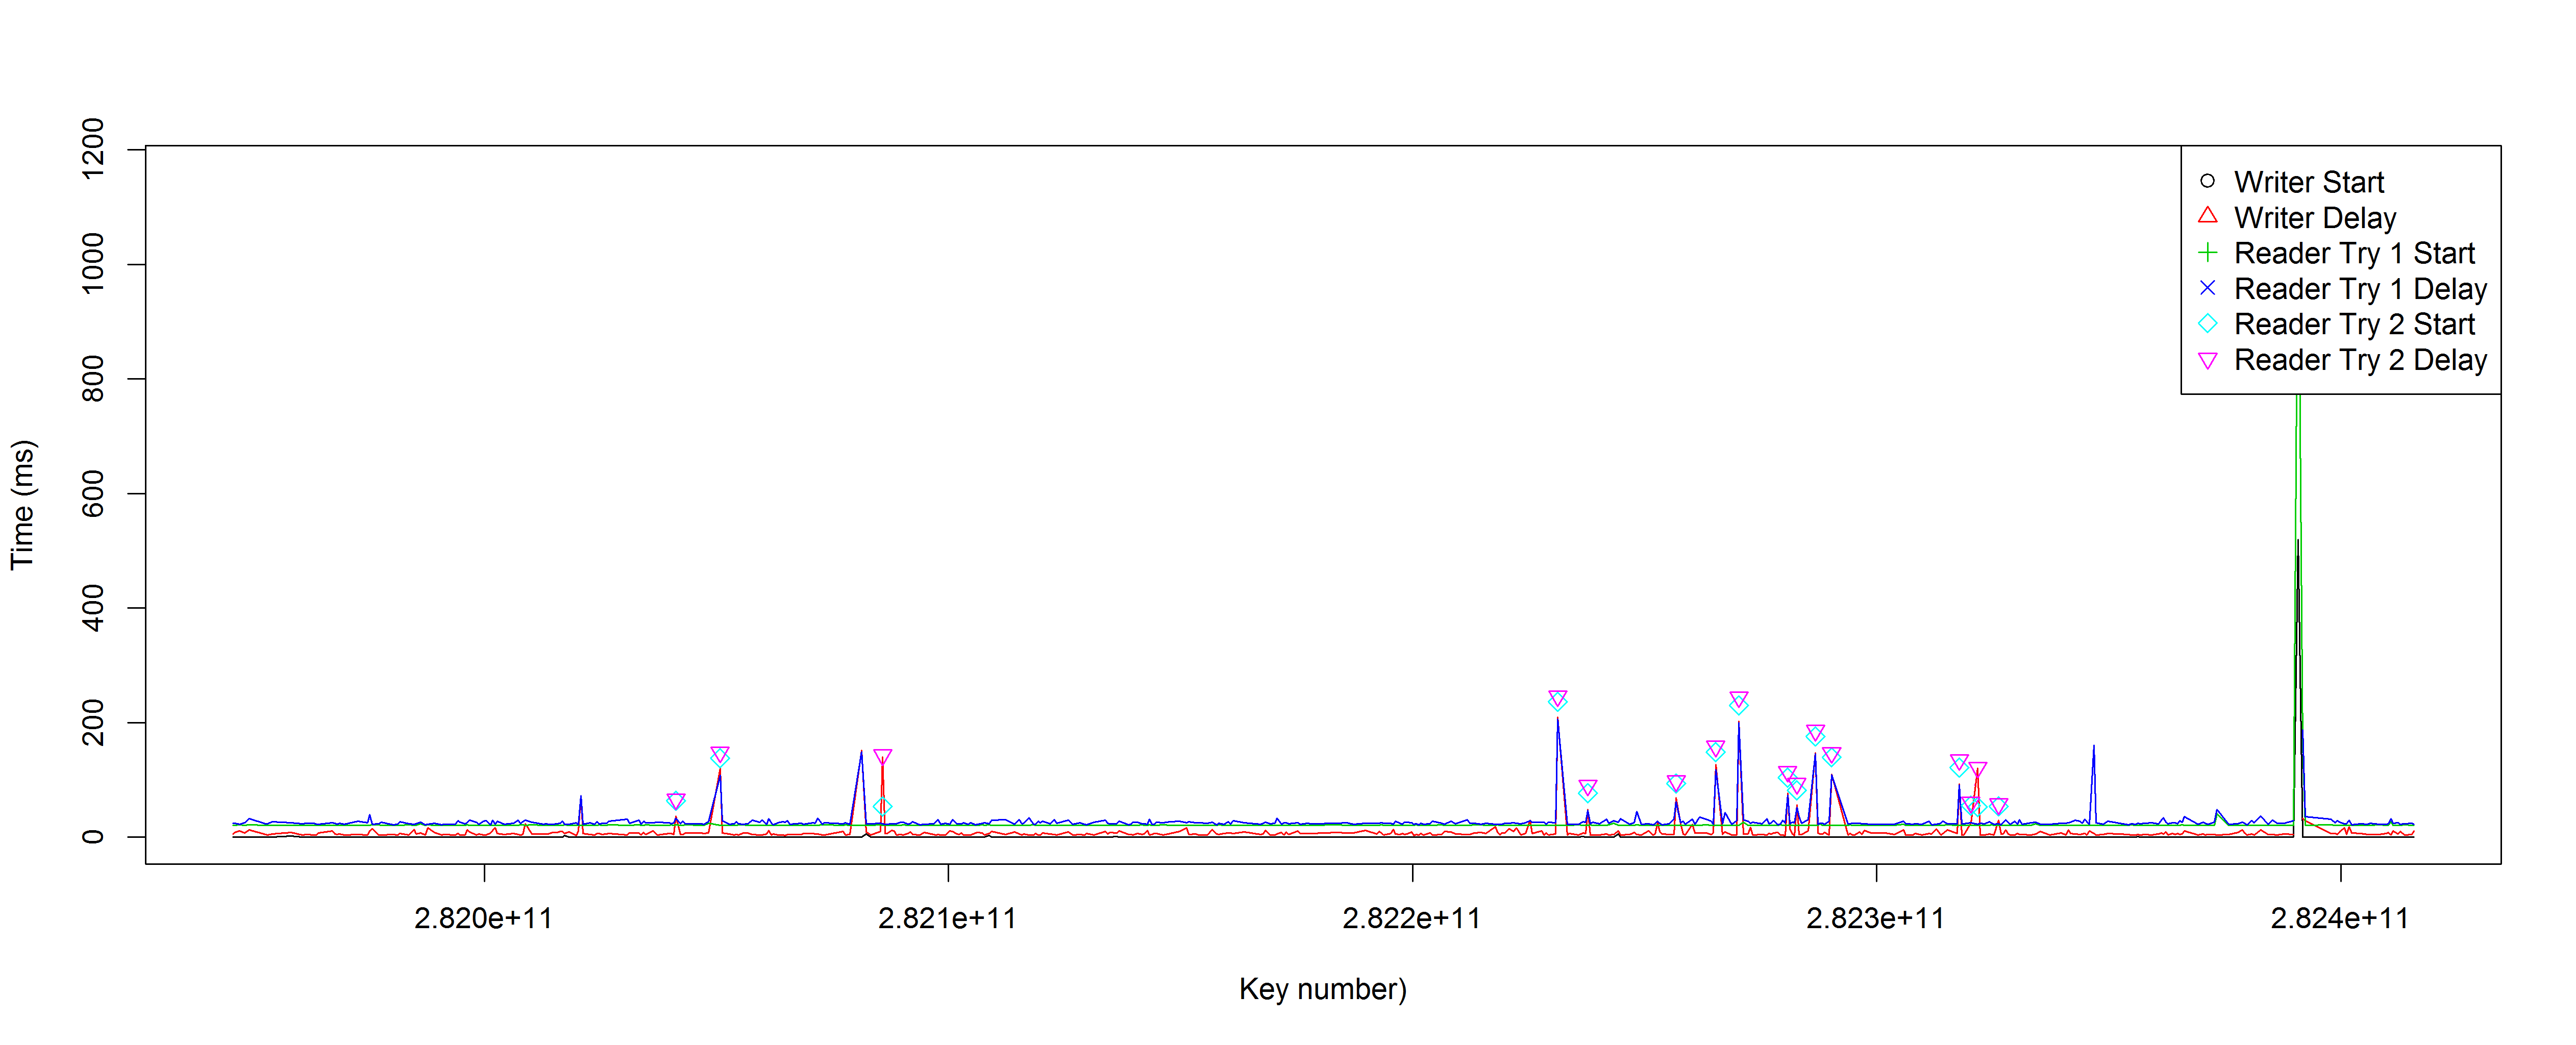 1200
1000
800
600
400
200
0
Time (ms)
Writer Start
Writer Delay
Reader Try 1 Start
Reader Try 1 Delay
Reader Try 2 Start
Reader Try 2 Delay
2.820e+11 2.821e+11 2.822e+11 2.823e+11 2.824e+11
Key number)